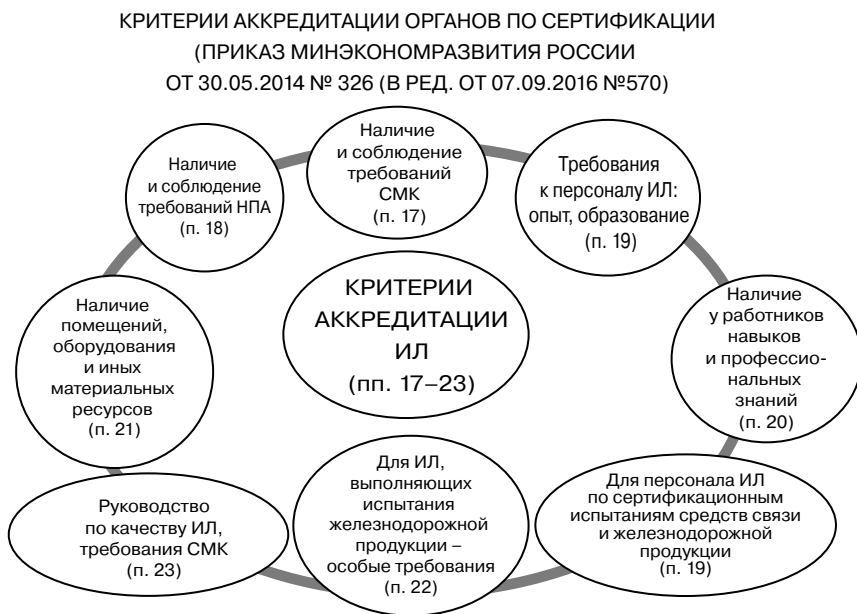 КРИТЕРИИ АККРЕДИТАЦИИ ОРГАНОВ ПО СЕРТИФИКАЦИИ
(ПРИКАЗ МИНЭКОНОМРАЗВИТИЯ РОССИИ
ОТ 30.05.2014 № 326 (В РЕД. ОТ 07.09.2016 №570)
Наличие
и соблюдение
требований НПА
(п. 18)
Наличие
и соблюдение
требований
СМК
(п. 17)
Требования
к персоналу ИЛ:
опыт, образование
(п. 19)
Наличие
помещений,
оборудования
и иных
материальных
ресурсов
(п. 21)
КРИТЕРИИ
АККРЕДИТАЦИИ
ИЛ
(пп. 17–23)
Наличие
у работников
навыков
и профессио-
нальных
знаний
(п. 20)
Руководство
по качеству ИЛ,
требования СМК
(п. 23)
Для ИЛ,
выполняющих
испытания
железнодорожной
продукции –
особые требования
(п. 22)
Для персонала ИЛ
по сертификационным
испытаниям средств связи
и железнодорожной
продукции
(п. 19)